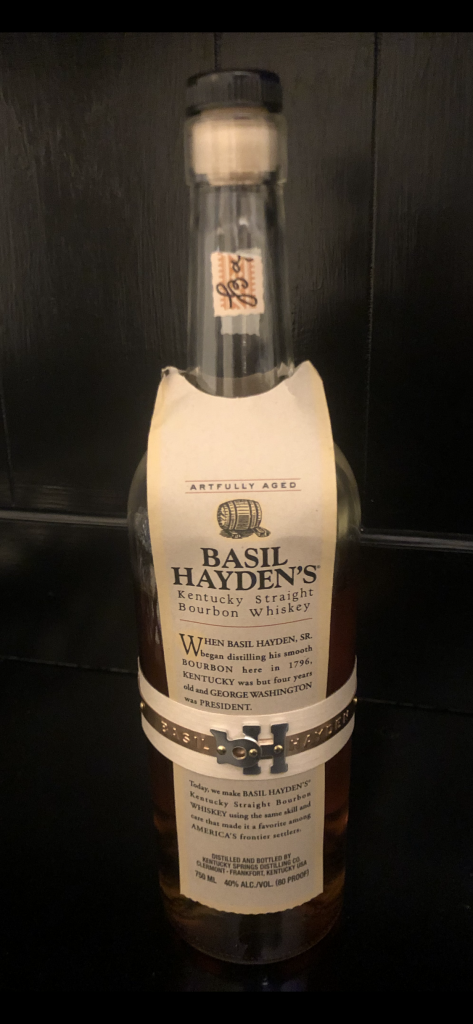 ARTFULLY AGED
BASIL
HAYDEN'S®
Kentucky Straight
Bourbon Whiskey
WHEN BASIL HAYDEN, SR.
began distilling his smooth
BOURBON here in 1796,
KENTUCKY was but four years
old and GEORGE WASHINGTON
was PRESIDENT.
BASIL H HAYDEN
Today, we make BASIL HAYDEN'S®
Kentucky Straight Bourbon
WHISKEY using the same skill and
care that made it a favorite among
AMERICA'S frontier settlers.
DISTILLED AND BOTTLED BY
KENTUCKY SPRINGS DISTILLING CO.
CLERMONT - FRANKFORT, KENTUCKY USA
750 ML 40% ALC./VOL. (80 PROOF)